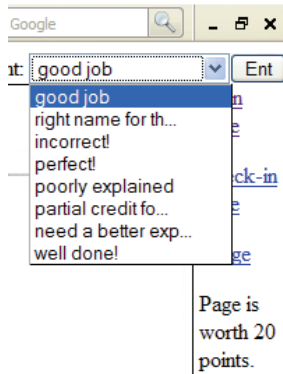 Google
nt: good job Ent
good job
right name for th...
incorrect!
perfect!
poorly explained
partial credit fo...
need a better exp...
well done!
n
e
ck-in
e
ge
Page is
worth 20
points.